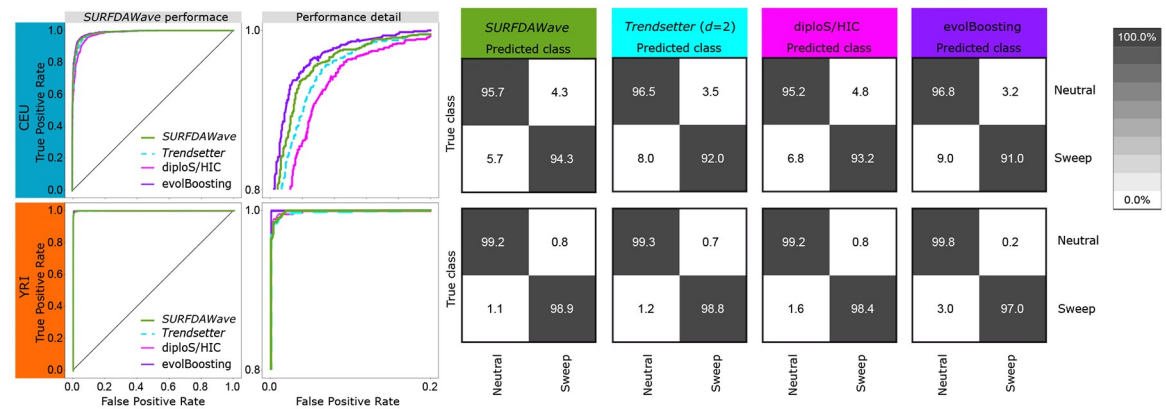 SURFDAWave performace
Performance detail
SURFDAWave
Predicted class
Trendsetter (d=2)
Predicted class
diploS/HIC
Predicted class
evolBoosting
Predicted class
CEU
True Positive Rate
1.0
0.8
0.6
0.4
0.2
0.0
SURFDAWave
Trendsetter
diploS/HIC
evolBoosting
1.0
0.8
True class
95.7 4.3
5.7 94.3
96.5 3.5
8.0 92.0
95.2 4.8
6.8 93.2
96.8 3.2
9.0 91.0
Neutral
Sweep
100.0%
0.0%
YRI
True Positive Rate
1.0
0.8
0.6
0.4
0.2
0.0
SURFDAWave
Trendsetter
diploS/HIC
evolBoosting
0.0 0.2 0.4 0.6 0.8 1.0
False Positive Rate
1.0
0.8
0.0 0.2
False Positive Rate
True class
99.2 0.8
1.1 98.9
99.3 0.7
1.2 98.8
99.2 0.8
1.6 98.4
99.8 0.2
3.0 97.0
Neutral
Sweep
Neutral
Sweep
Neutral
Sweep
Neutral
Sweep
Neutral
Sweep